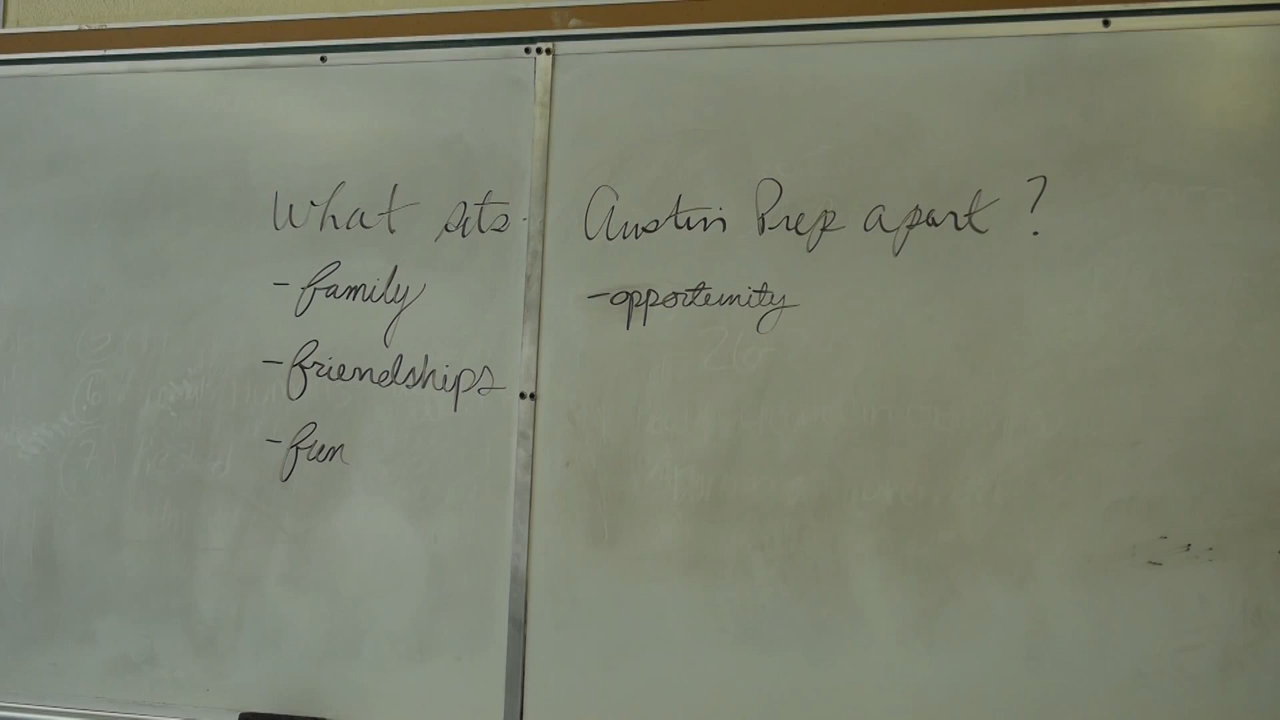 What sets Austin Prep apart?
- family
- opportunity
- friendships
- fun